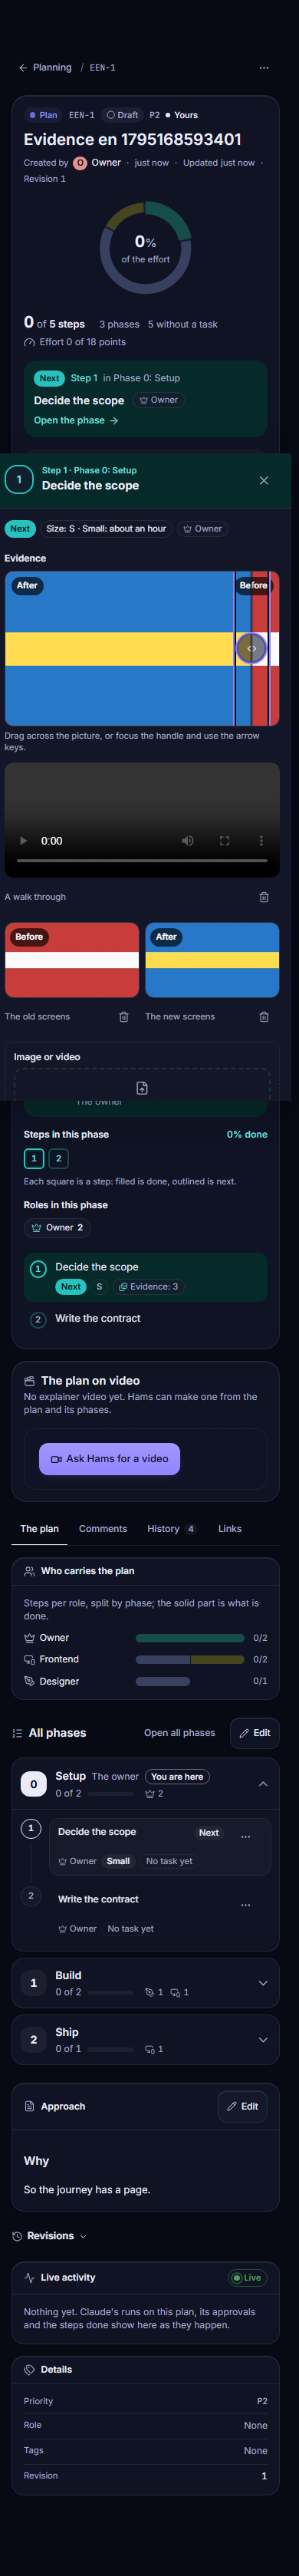 Planning / EEN-1
Plan EEN-1 Draft P2 Yours
Evidence en 1795168593401
Created by O Owner · just now · Updated just now ·
Revision 1
0%
of the effort
0 of 5 steps 3 phases 5 without a task
Effort 0 of 18 points
Next Step 1 in Phase 0: Setup
Decide the scope Owner
Open the phase
1 Step 1 · Phase 0: Setup
Decide the scope
Next Size: S · Small: about an hour Owner
Evidence
After Before
Drag across the picture, or focus the handle and use the arrow
keys.
0:00
A walk through
Before After
The old screens The new screens
Image or video
The owner
Steps in this phase 0% done
1 2
Each square is a step: filled is done, outlined is next.
Roles in this phase
Owner 2
1 Decide the scope
Next S Evidence: 3
2 Write the contract
The plan on video
No explainer video yet. Hams can make one from the
plan and its phases.
Ask Hams for a video
The plan Comments History 4 Links
Who carries the plan
Steps per role, split by phase; the solid part is what is
done.
Owner 0/2
Frontend 0/2
Designer 0/1
All phases Open all phases Edit
0 Setup The owner You are here
0 of 2 2
1 Decide the scope Next
Owner Small No task yet
2 Write the contract
Owner No task yet
1 Build
0 of 2 1 1
2 Ship
0 of 1 1
Approach Edit
Why
So the journey has a page.
Revisions
Live activity Live
Nothing yet. Claude's runs on this plan, its approvals
and the steps done show here as they happen.
Details
Priority P2
Role None
Tags None
Revision 1